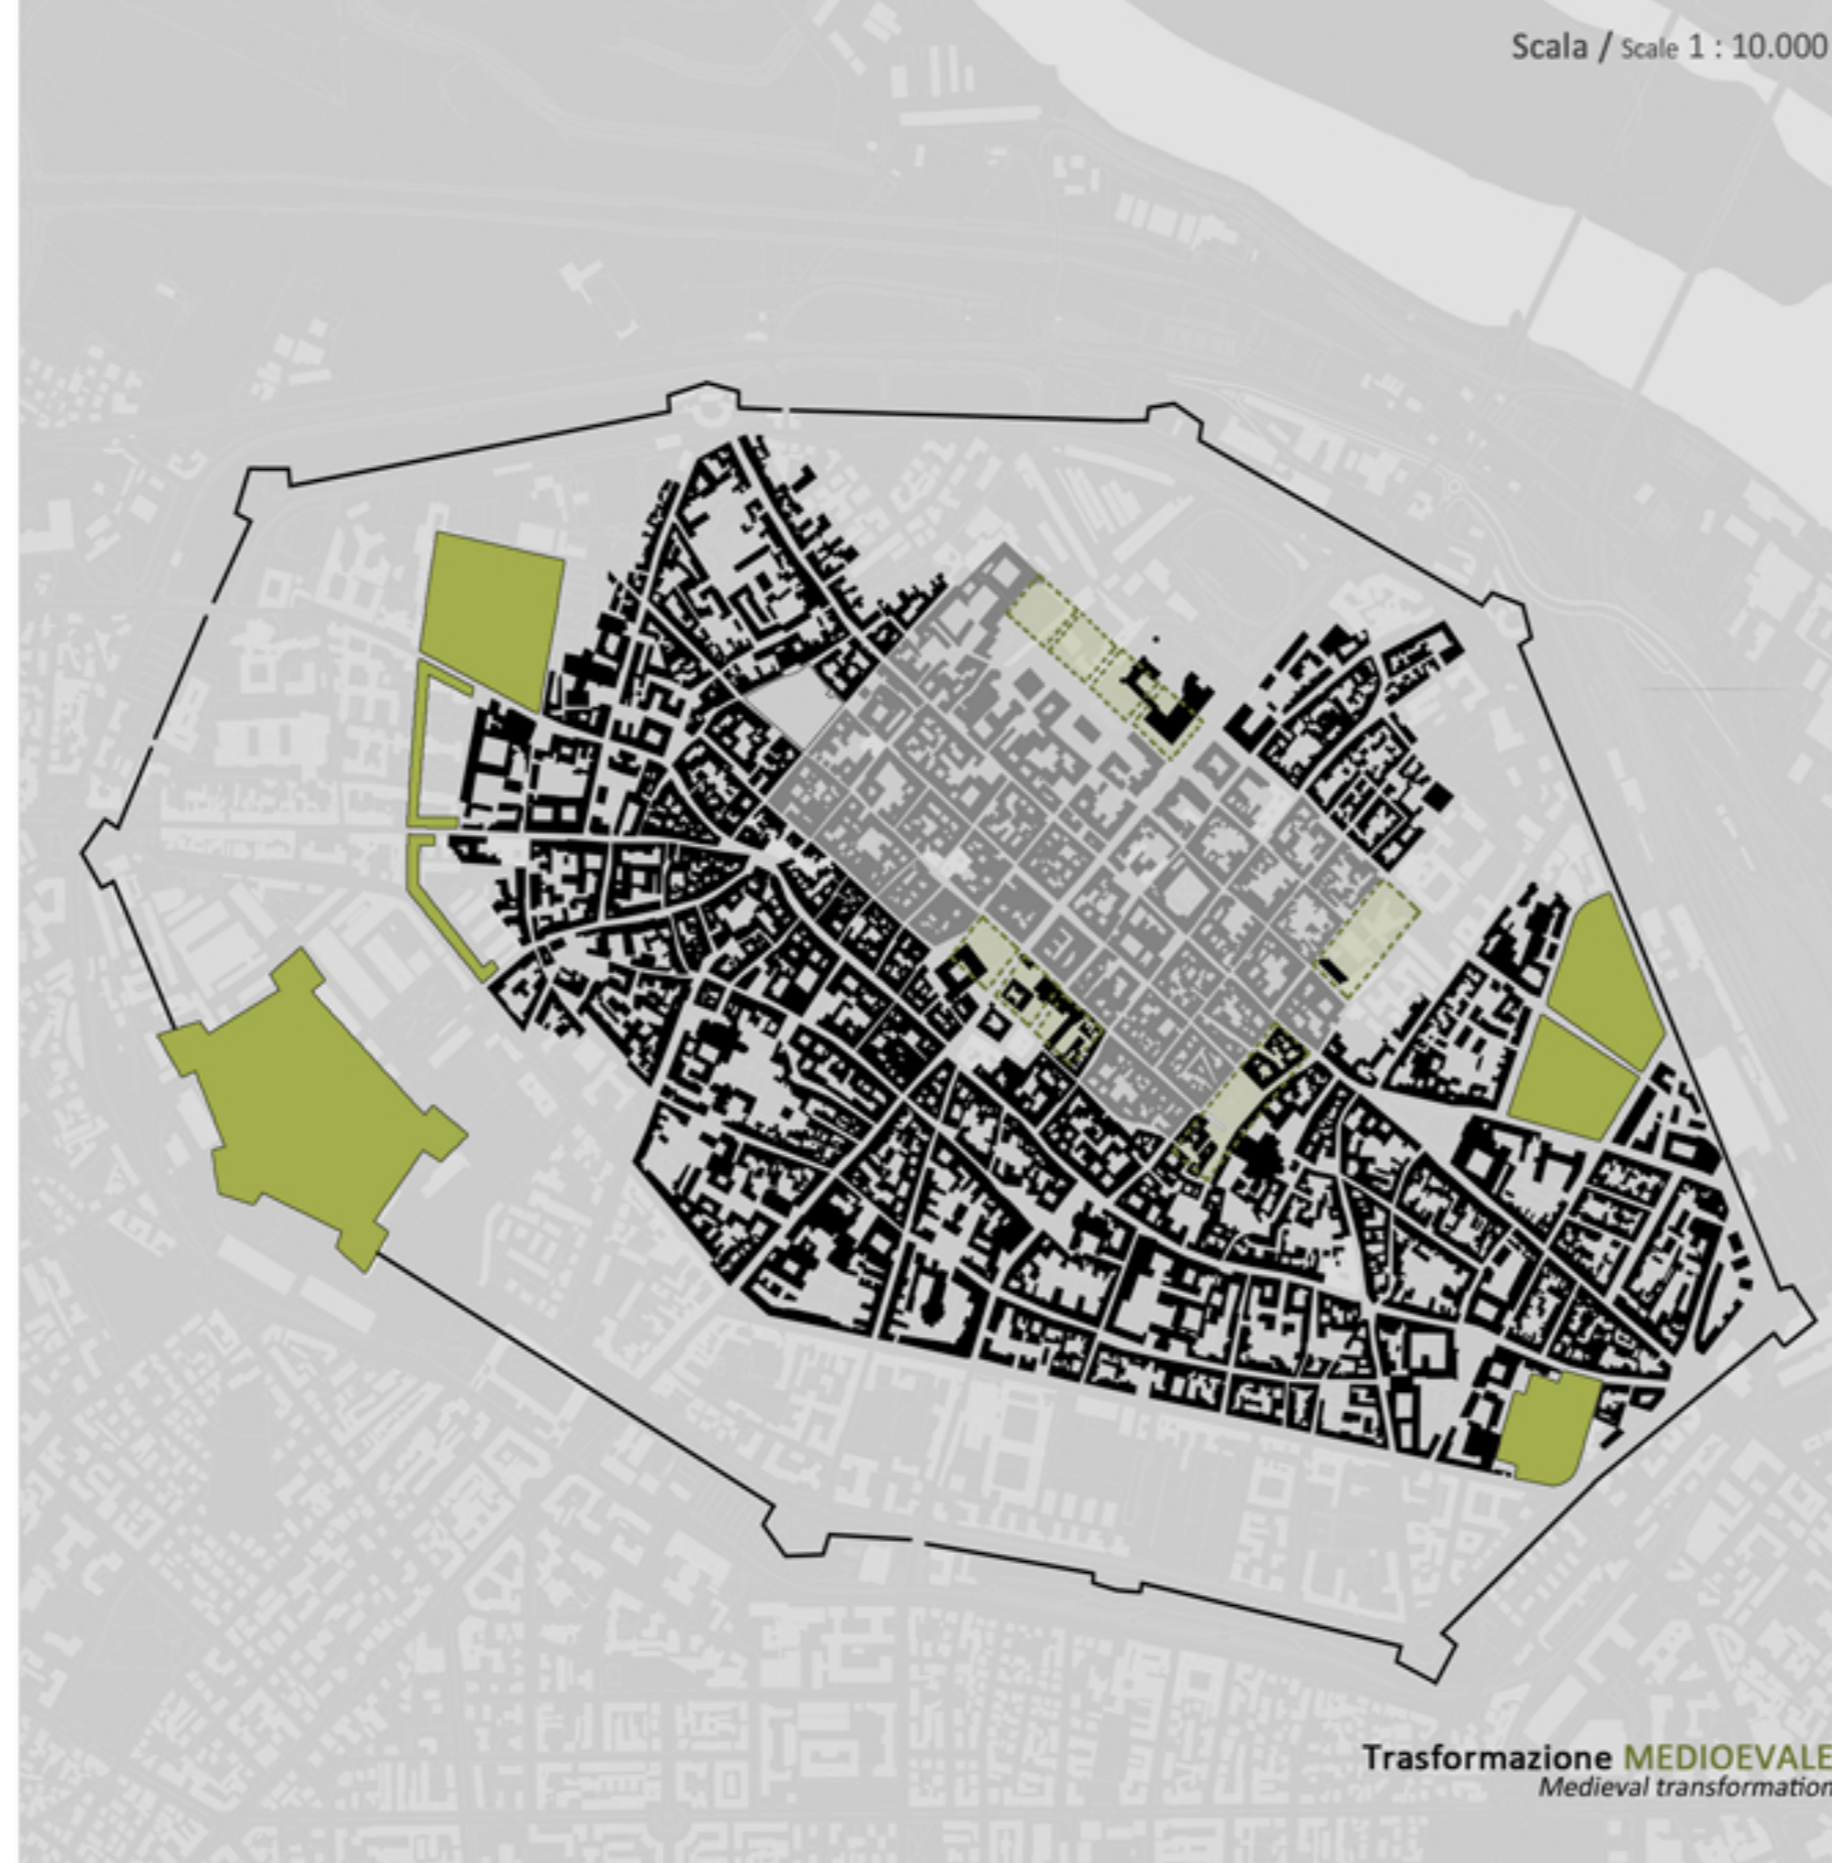 Scala / Scale 1 : 10.000
Trasformazione MEDIOEVALE
Medieval transformation